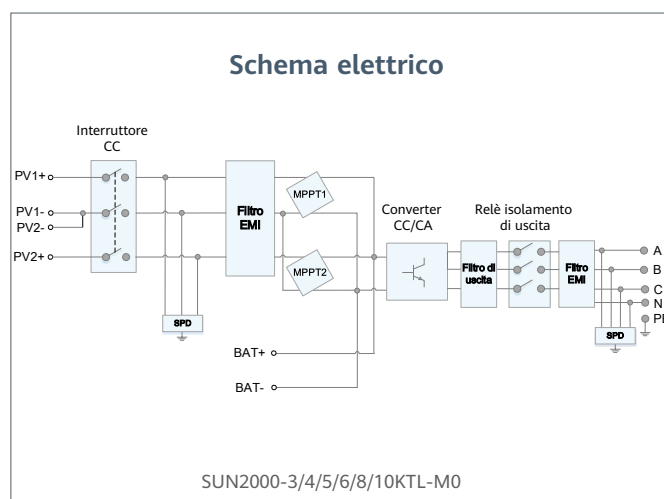 Schema elettrico
Interruttore
CC
PV1+
PV1-
PV2-
PV2+
SPD
Filtro
EMI
MPPT1
MPPT2
BAT+
BAT-
Converter
CC/CA
Filtro di
uscita
Relè isolamento
di uscita
Filtro
EMI
SPD
A
B
C
N
SUN2000-3/4/5/6/8/10KTL-M0